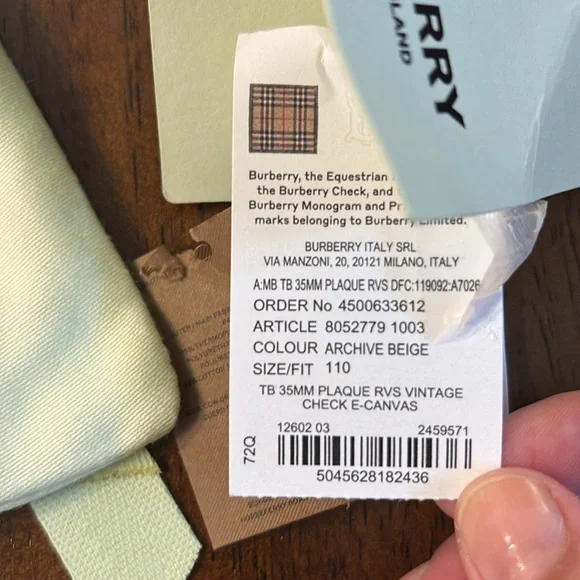 RRY
LAND
Burberry, the Equestrian
the Burberry Check, and
Burberry Monogram and Pr
marks belonging to Burberry Limited.
BURBERRY ITALY SRL
VIA MANZONI, 20, 20121 MILANO, ITALY
A:MB TB 35MM PLAQUE RVS DFC:119092:A7026
ORDER No 4500633612
ARTICLE 8052779 1003
COLOUR ARCHIVE BEIGE
SIZE/FIT 110
TB 35MM PLAQUE RVS VINTAGE
CHECK E-CANVAS
12602 03 2459571
72Q
5045628182436